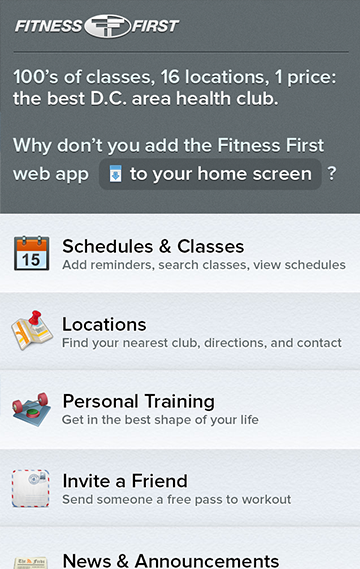 FITNESS FIRST
100's of classes, 16 locations, 1 price:
the best D.C. area health club.
Why don't you add the Fitness First
web app to your home screen ?
15
Schedules & Classes
Add reminders, search classes, view schedules
Locations
Find your nearest club, directions, and contact
Personal Training
Get in the best shape of your life
Invite a Friend
Send someone a free pass to workout
News & Announcements